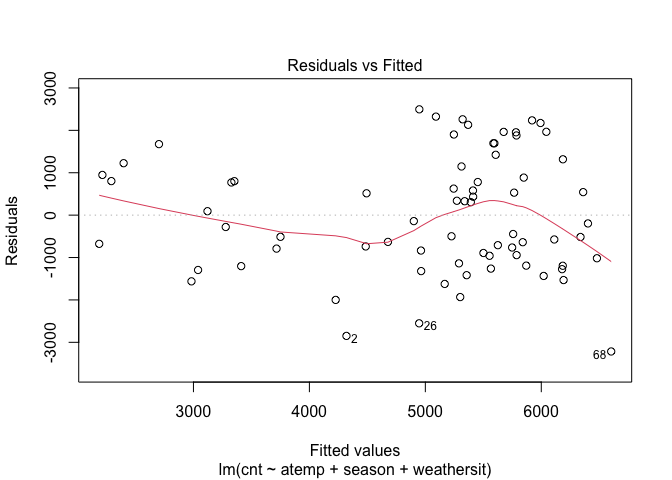 Residuals vs Fitted
Residuals
3000
1000
0
-1000
-3000
2
26
68
3000 4000 5000 6000
Fitted values
lm(cnt ~ atemp + season + weathersit)